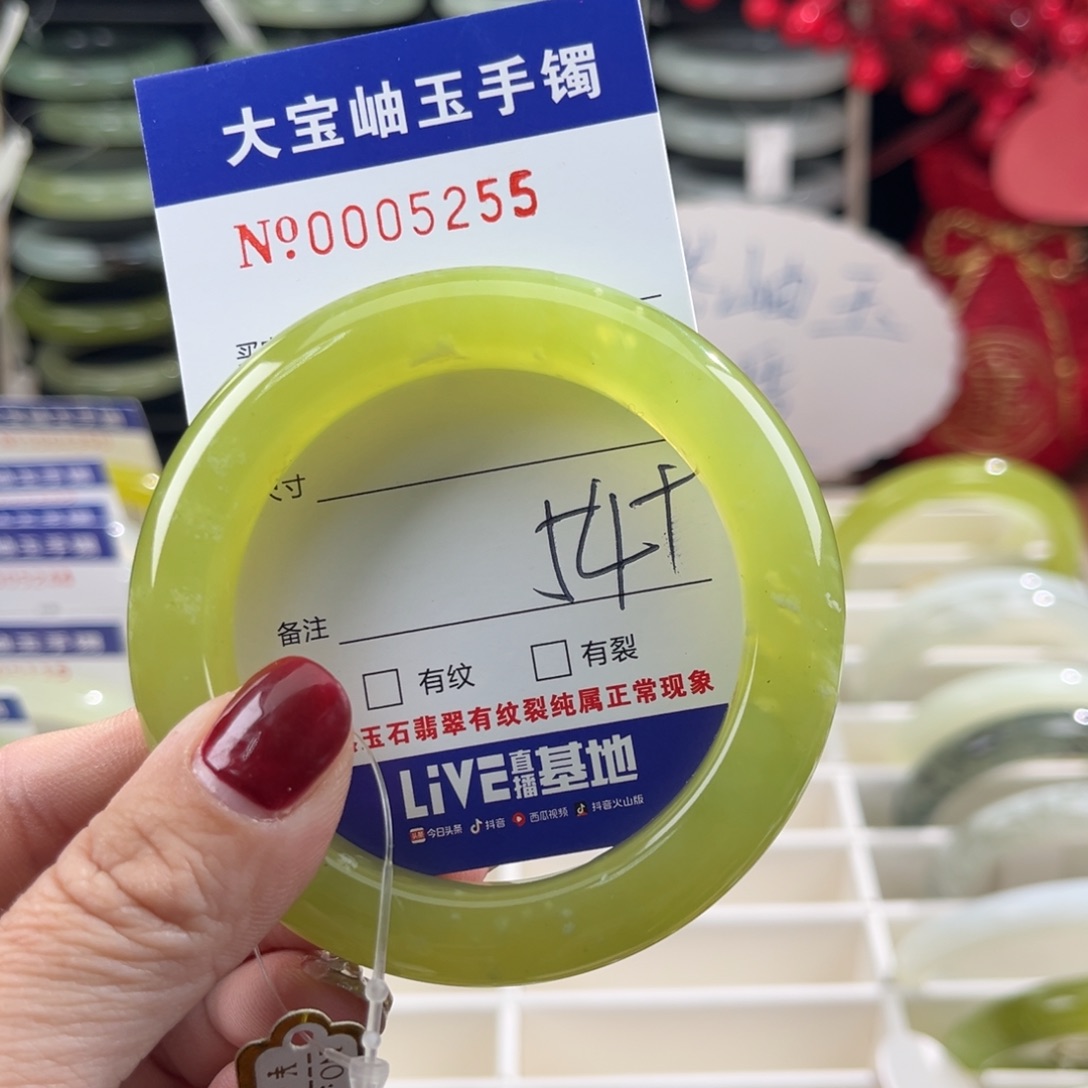 大宝岫玉手镯
№0005255
寸
54+
备注
□ 有纹 □ 有裂
玉石翡翠有纹裂纯属正常现象
LiVE直播基地
今日头条 抖音 西瓜视频 抖音火山版
岫玉